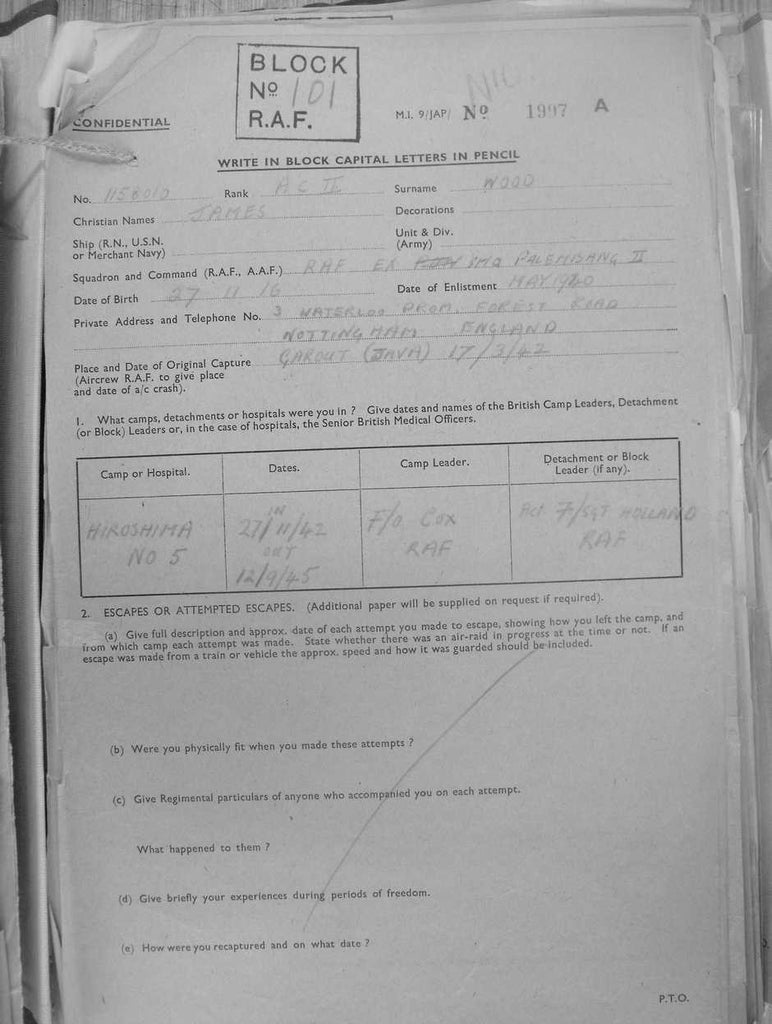 BLOCK
Nº 101
R.A.F.
CONFIDENTIAL
NIL
M.I. 9/JAP/ Nº 1997 A
WRITE IN BLOCK CAPITAL LETTERS IN PENCIL
No. 1158010 Rank AC II Surname WOOD
Christian Names JAMES Decorations
Ship (R.N., U.S.N. or Merchant Navy) Unit & Div. (Army)
Squadron and Command (R.A.F., A.A.F.) RAF EX SHQ PALEMBANG II
Date of Birth 27 11 16 Date of Enlistment MAY 1940
Private Address and Telephone No. 3 WATERLOO PROM. FOREST ROAD
NOTTINGHAM ENGLAND
Place and Date of Original Capture GAROUT (JAVA) 17/3/42
(Aircrew R.A.F. to give place
and date of a/c crash).
1. What camps, detachments or hospitals were you in ? Give dates and names of the British Camp Leaders, Detachment
(or Block) Leaders or, in the case of hospitals, the Senior British Medical Officers.
Camp or Hospital. Dates. Camp Leader. Detachment or Block Leader (if any).
HIROSHIMA NO 5
IN 27/11/42 OUT 12/9/45
F/O COX RAF
Act F/SGT HOLLAND RAF
2. ESCAPES OR ATTEMPTED ESCAPES. (Additional paper will be supplied on request if required).
(a) Give full description and approx. date of each attempt you made to escape, showing how you left the camp, and
from which camp each attempt was made. State whether there was an air-raid in progress at the time or not. If an
escape was made from a train or vehicle the approx. speed and how it was guarded should be included.
(b) Were you physically fit when you made these attempts ?
(c) Give Regimental particulars of anyone who accompanied you on each attempt.
What happened to them ?
(d) Give briefly your experiences during periods of freedom.
(e) How were you recaptured and on what date ?
P.T.O.